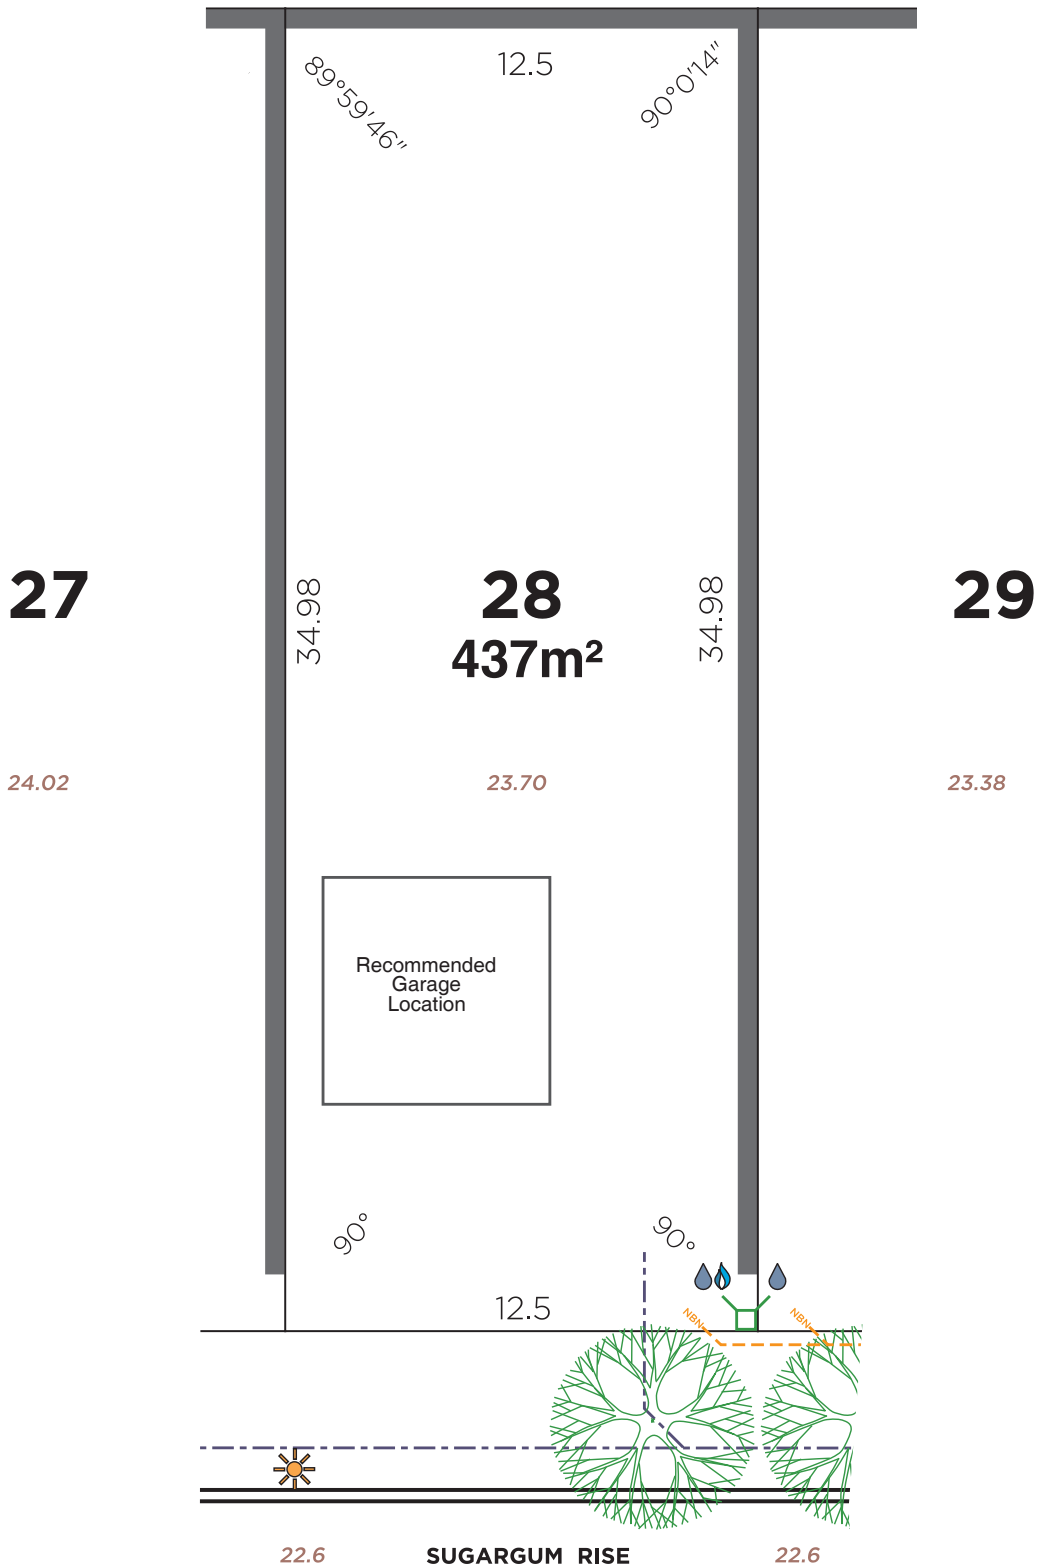 12.5
89°59'46"
90°0'14"
27
28
29
437m²
34.98
34.98
24.02
23.70
23.38
Recommended
Garage
Location
90°
90°
12.5
NBN
NBN
22.6
SUGARGUM RISE
22.6